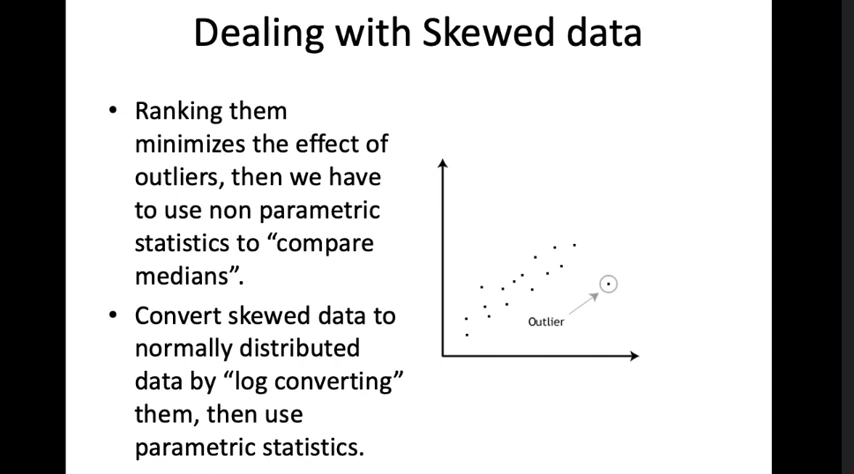 Dealing with Skewed data
• Ranking them
minimizes the effect of
outliers, then we have
to use non parametric
statistics to “compare
medians”.
• Convert skewed data to
normally distributed
data by “log converting”
them, then use
parametric statistics.
Outlier